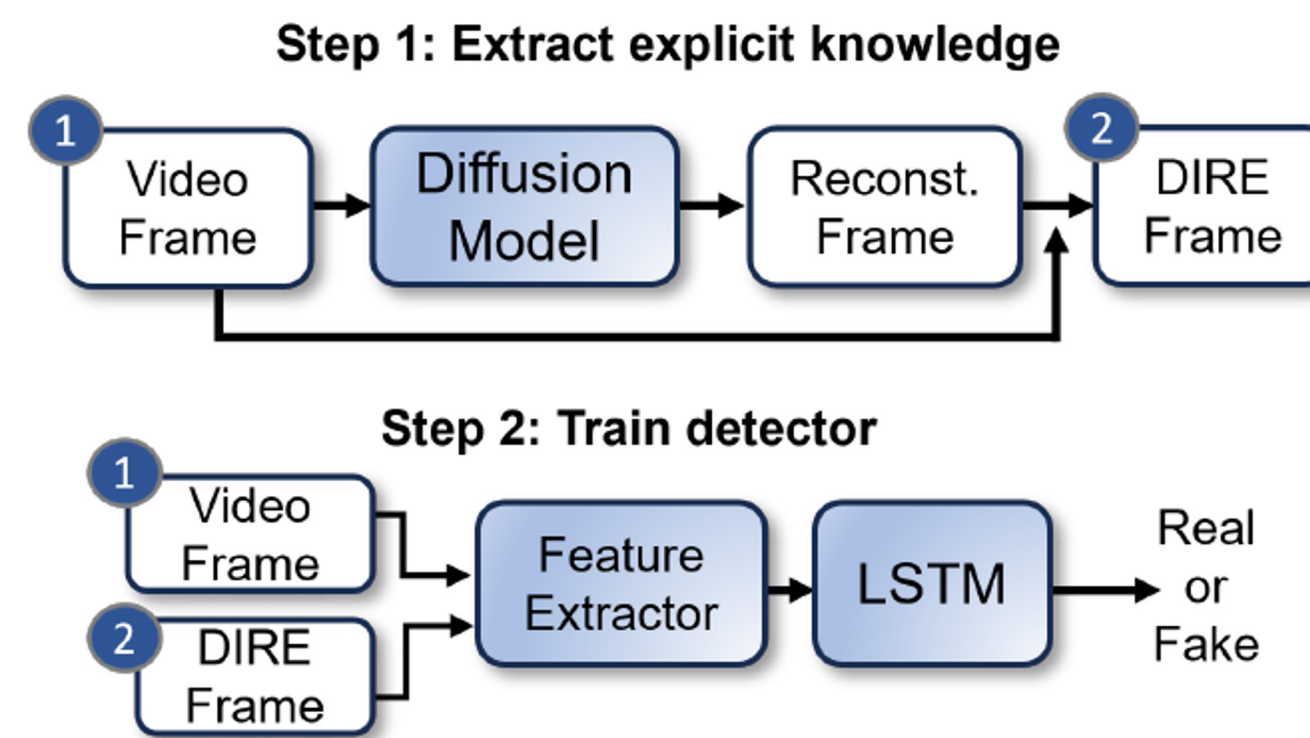 Step 1: Extract explicit knowledge
1
Video
Frame
Diffusion
Model
Reconst.
Frame
2
DIRE
Frame
Step 2: Train detector
1
Video
Frame
2
DIRE
Frame
Feature
Extractor
LSTM
Real
or
Fake